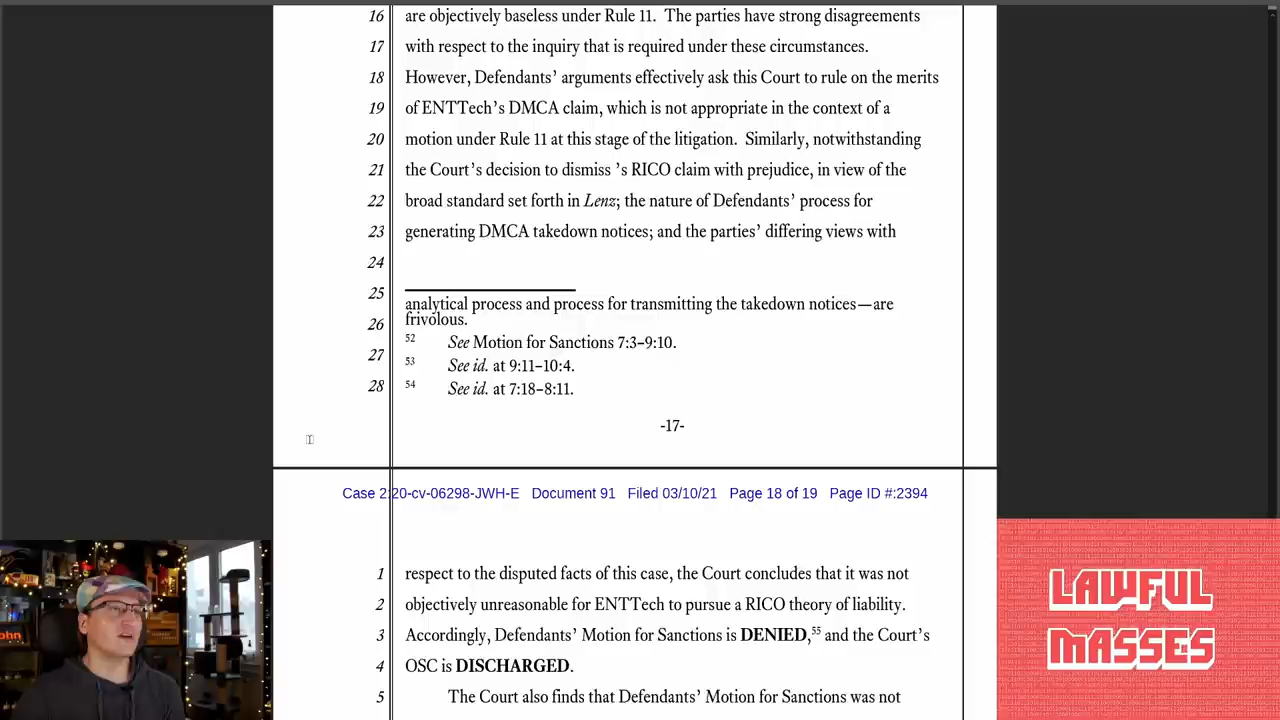 16 are objectively baseless under Rule 11. The parties have strong disagreements
17 with respect to the inquiry that is required under these circumstances.
18 However, Defendants’ arguments effectively ask this Court to rule on the merits
19 of ENTTech’s DMCA claim, which is not appropriate in the context of a
20 motion under Rule 11 at this stage of the litigation. Similarly, notwithstanding
21 the Court’s decision to dismiss ’s RICO claim with prejudice, in view of the
22 broad standard set forth in Lenz; the nature of Defendants’ process for
23 generating DMCA takedown notices; and the parties’ differing views with
24
25 analytical process and process for transmitting the takedown notices—are
26 frivolous.
52 See Motion for Sanctions 7:3–9:10.
27 53 See id. at 9:11–10:4.
28 54 See id. at 7:18–8:11.
-17-
Case 2:20-cv-06298-JWH-E Document 91 Filed 03/10/21 Page 18 of 19 Page ID #:2394
1 respect to the disputed facts of this case, the Court concludes that it was not
2 objectively unreasonable for ENTTech to pursue a RICO theory of liability.
3 Accordingly, Defendants’ Motion for Sanctions is DENIED,55 and the Court’s
4 OSC is DISCHARGED.
5 The Court also finds that Defendants’ Motion for Sanctions was not
LAWFUL
MASSES